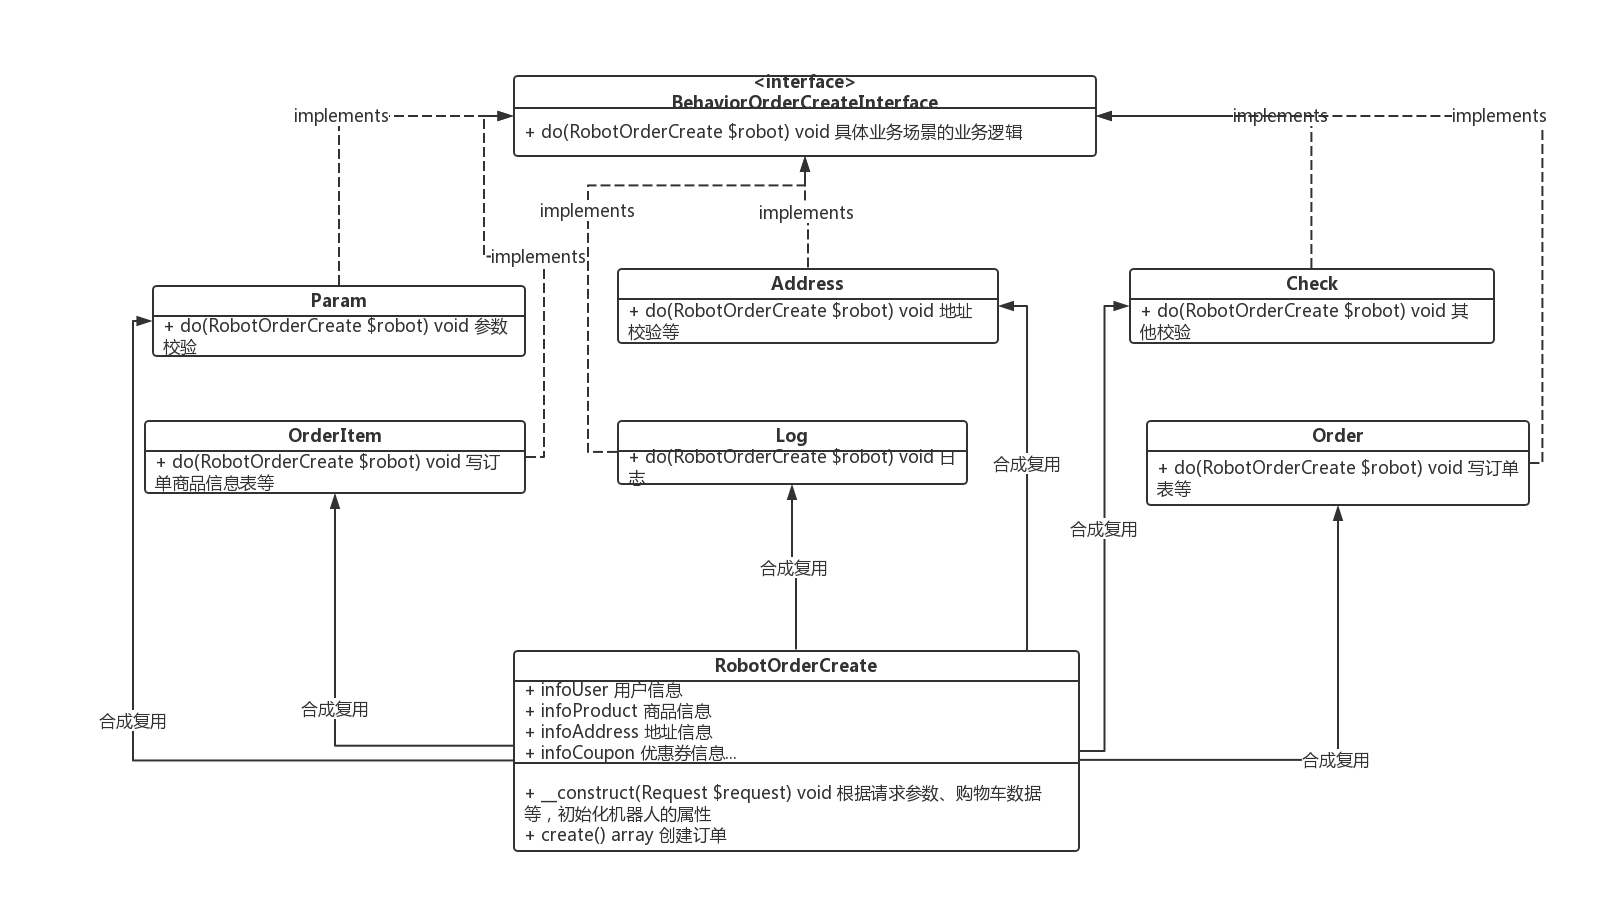 <interface>
BehaviorOrderCreateInterface
+ do(RobotOrderCreate $robot) void 具体业务场景的业务逻辑
implements
implements
implements
implements
implements
implements
Param
+ do(RobotOrderCreate $robot) void 参数
校验
Address
+ do(RobotOrderCreate $robot) void 地址
校验等
Check
+ do(RobotOrderCreate $robot) void 其
他校验
OrderItem
+ do(RobotOrderCreate $robot) void 写订
单商品信息表等
Log
+ do(RobotOrderCreate $robot) void 日
志
Order
+ do(RobotOrderCreate $robot) void 写订单
表等
合成复用
合成复用
合成复用
合成复用
合成复用
合成复用
RobotOrderCreate
+ infoUser 用户信息
+ infoProduct 商品信息
+ infoAddress 地址信息
+ infoCoupon 优惠券信息...
+ __construct(Request $request) void 根据请求参数、购物车数据
等，初始化机器人的属性
+ create() array 创建订单